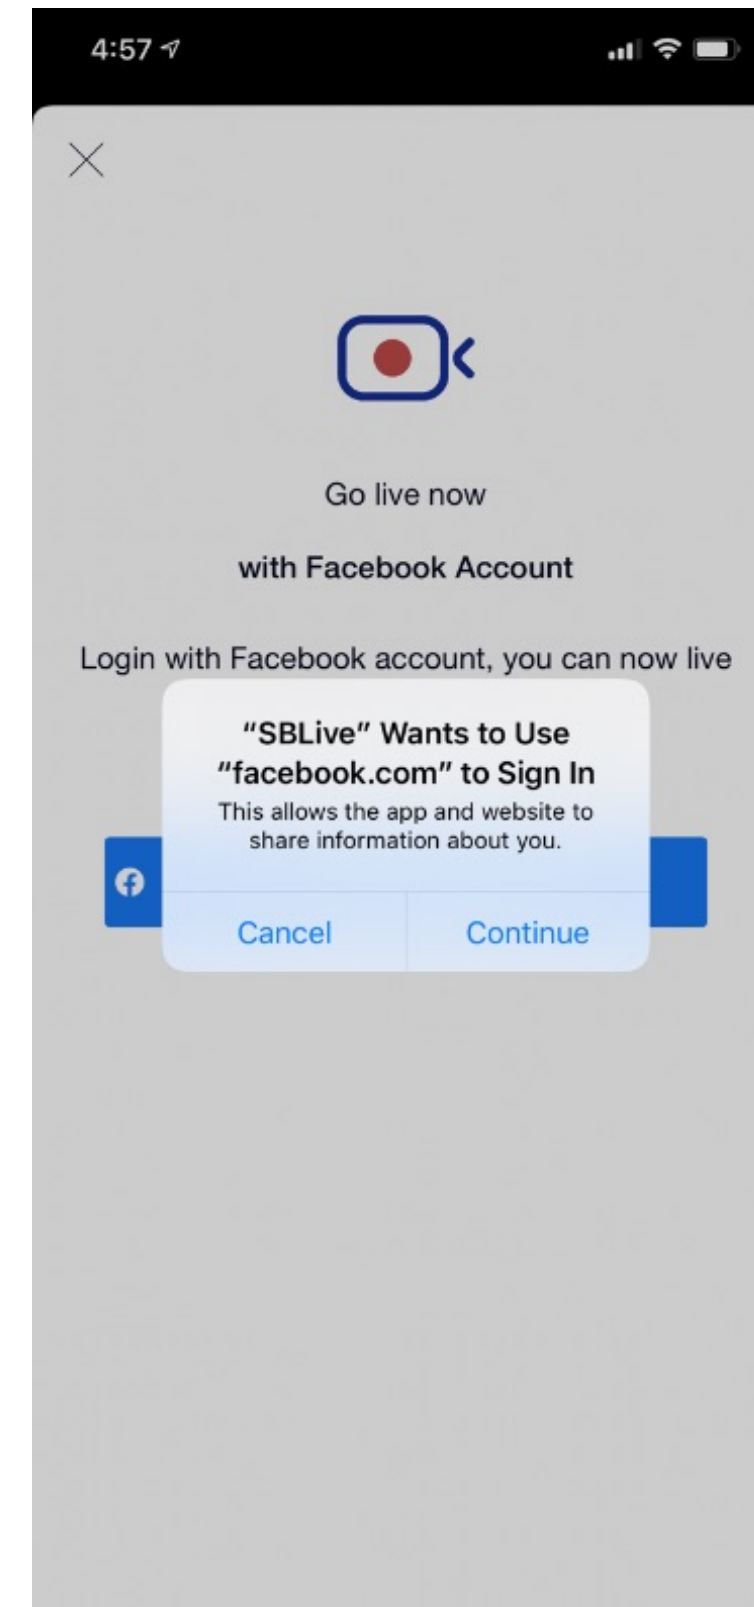 4:57
Go live now
with Facebook Account
Login with Facebook account, you can now live
“SBLive” Wants to Use
“facebook.com” to Sign In
This allows the app and website to
share information about you.
Cancel Continue